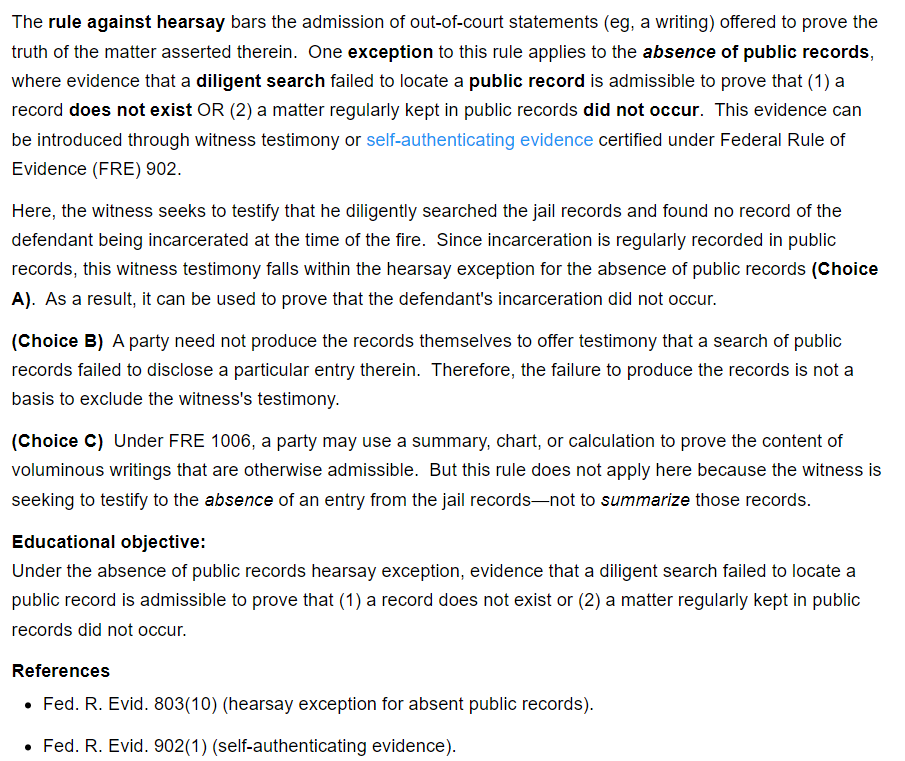 The rule against hearsay bars the admission of out-of-court statements (eg, a writing) offered to prove the
truth of the matter asserted therein.  One exception to this rule applies to the absence of public records,
where evidence that a diligent search failed to locate a public record is admissible to prove that (1) a
record does not exist OR (2) a matter regularly kept in public records did not occur.  This evidence can
be introduced through witness testimony or self-authenticating evidence certified under Federal Rule of
Evidence (FRE) 902.
Here, the witness seeks to testify that he diligently searched the jail records and found no record of the
defendant being incarcerated at the time of the fire.  Since incarceration is regularly recorded in public
records, this witness testimony falls within the hearsay exception for the absence of public records (Choice
A).  As a result, it can be used to prove that the defendant's incarceration did not occur.
(Choice B)  A party need not produce the records themselves to offer testimony that a search of public
records failed to disclose a particular entry therein.  Therefore, the failure to produce the records is not a
basis to exclude the witness's testimony.
(Choice C)  Under FRE 1006, a party may use a summary, chart, or calculation to prove the content of
voluminous writings that are otherwise admissible.  But this rule does not apply here because the witness is
seeking to testify to the absence of an entry from the jail records—not to summarize those records.
Educational objective:
Under the absence of public records hearsay exception, evidence that a diligent search failed to locate a
public record is admissible to prove that (1) a record does not exist or (2) a matter regularly kept in public
records did not occur.
References
• Fed. R. Evid. 803(10) (hearsay exception for absent public records).
• Fed. R. Evid. 902(1) (self-authenticating evidence).